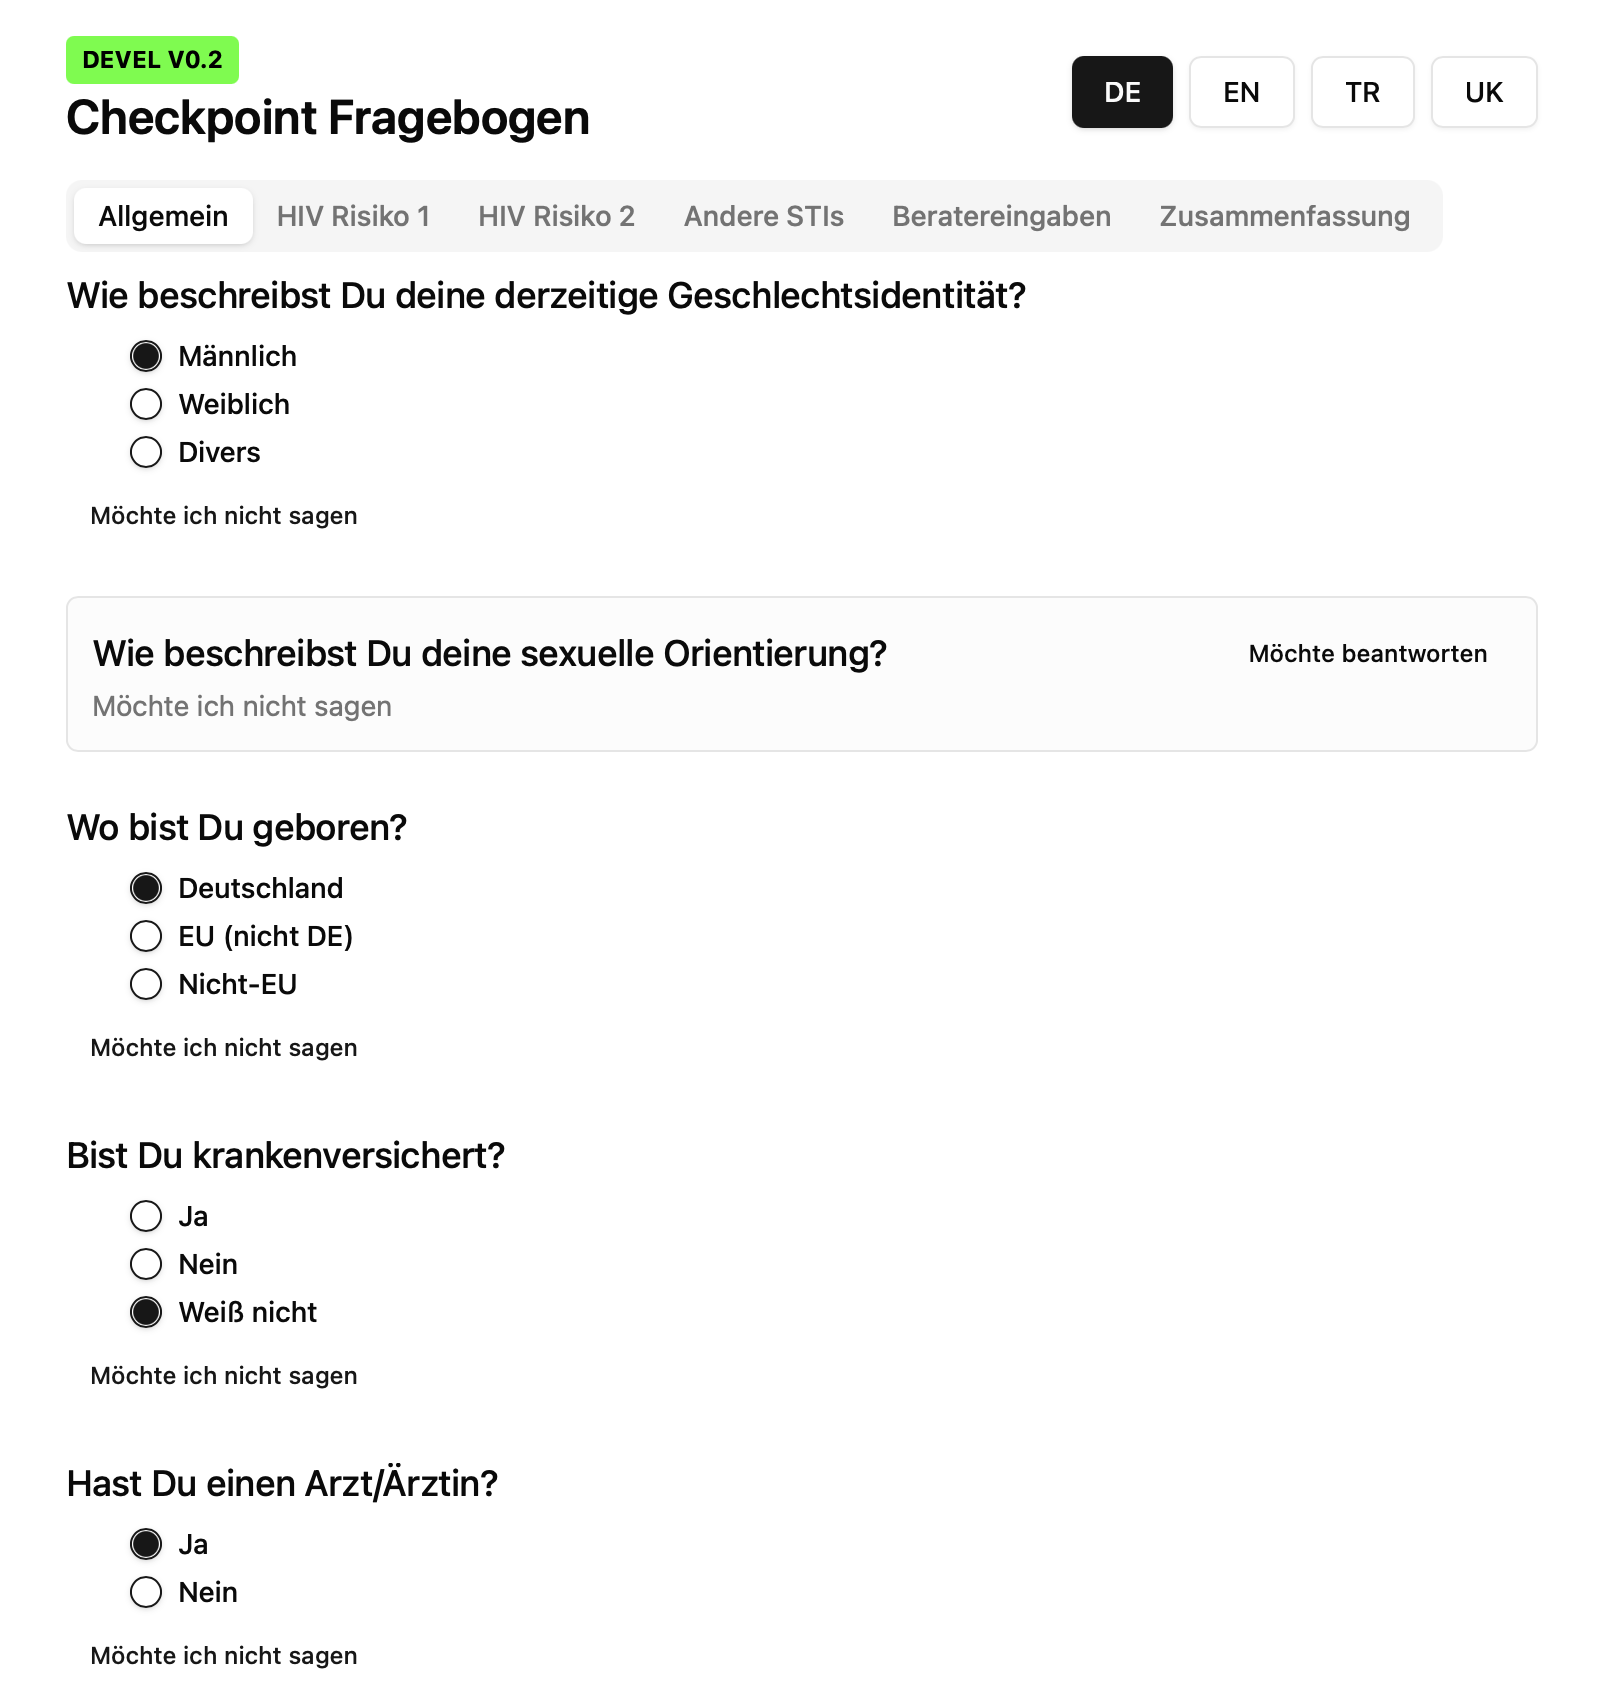 DEVEL V0.2
Checkpoint Fragebogen
DE EN TR UK
Allgemein HIV Risiko 1 HIV Risiko 2 Andere STIs Beratereingaben Zusammenfassung
Wie beschreibst Du deine derzeitige Geschlechtsidentität?
Männlich
Weiblich
Divers
Möchte ich nicht sagen
Wie beschreibst Du deine sexuelle Orientierung? Möchte beantworten
Möchte ich nicht sagen
Wo bist Du geboren?
Deutschland
EU (nicht DE)
Nicht-EU
Möchte ich nicht sagen
Bist Du krankenversichert?
Ja
Nein
Weiß nicht
Möchte ich nicht sagen
Hast Du einen Arzt/Ärztin?
Ja
Nein
Möchte ich nicht sagen